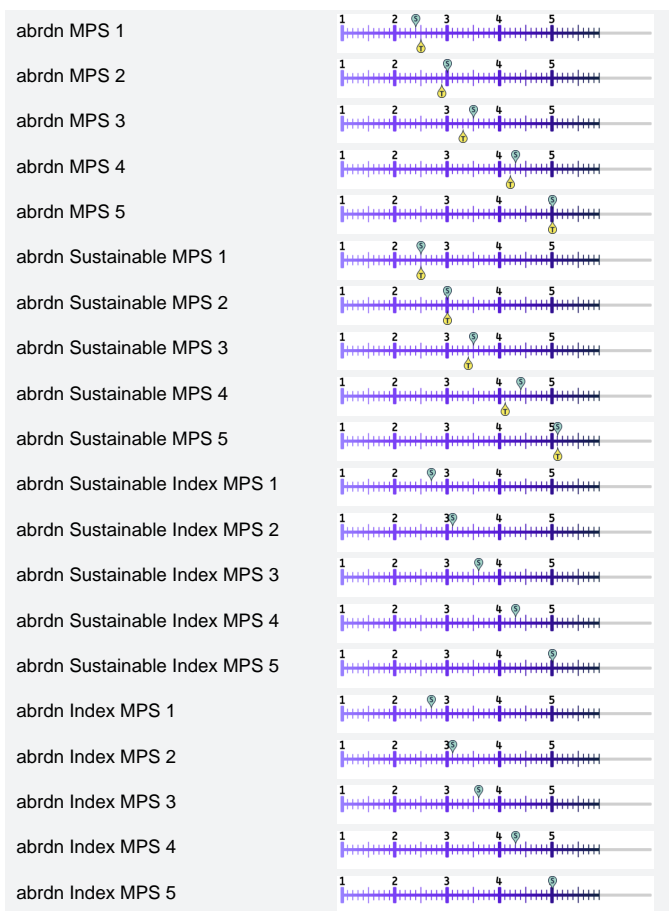 abrdn MPS 1
1 2 S 3 4 5
T
abrdn MPS 2
1 2 3 S 4 5
T
abrdn MPS 3
1 2 3 S 4 5
T
abrdn MPS 4
1 2 3 4 S 5
T
abrdn MPS 5
1 2 3 4 5 S
T
abrdn Sustainable MPS 1
1 2 S 3 4 5
T
abrdn Sustainable MPS 2
1 2 3 S 4 5
T
abrdn Sustainable MPS 3
1 2 3 S 4 5
T
abrdn Sustainable MPS 4
1 2 3 4 S 5
T
abrdn Sustainable MPS 5
1 2 3 4 5 S
T
abrdn Sustainable Index MPS 1
1 2 S 3 4 5
abrdn Sustainable Index MPS 2
1 2 3 S 4 5
abrdn Sustainable Index MPS 3
1 2 3 S 4 5
abrdn Sustainable Index MPS 4
1 2 3 4 S 5
abrdn Sustainable Index MPS 5
1 2 3 4 5 S
abrdn Index MPS 1
1 2 S 3 4 5
abrdn Index MPS 2
1 2 3 S 4 5
abrdn Index MPS 3
1 2 3 S 4 5
abrdn Index MPS 4
1 2 3 4 S 5
abrdn Index MPS 5
1 2 3 4 5 S